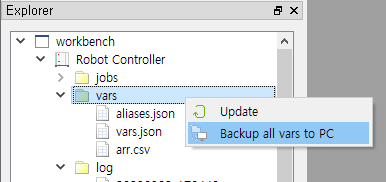 Explorer
workbench
Robot Controller
jobs
vars
Update
aliases.json
Backup all vars to PC
vars.json
arr.csv
log